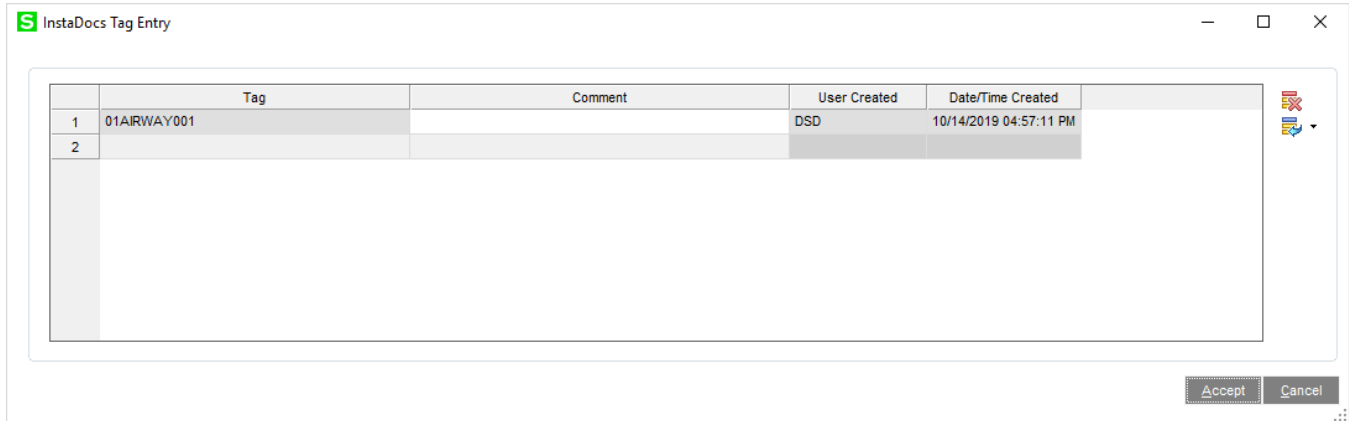 S InstaDocs Tag Entry
Tag Comment User Created Date/Time Created
1 01AIRWAY001 DSD 10/14/2019 04:57:11 PM
2
Accept Cancel